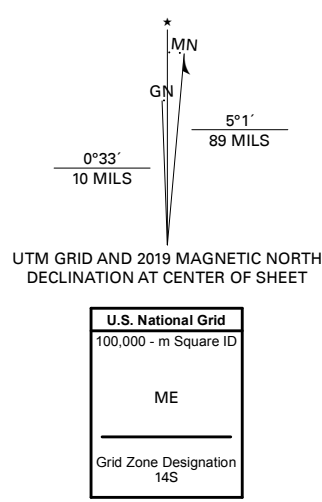 ★
MN
GN
5°1´
89 MILS
0°33´
10 MILS
UTM GRID AND 2019 MAGNETIC NORTH
DECLINATION AT CENTER OF SHEET
U.S. National Grid
100,000 - m Square ID
ME
Grid Zone Designation
14S